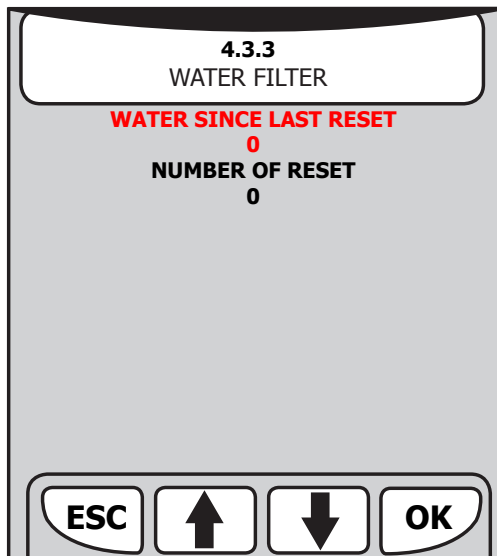 4.3.3
WATER FILTER
WATER SINCE LAST RESET
0
NUMBER OF RESET
0
ESC OK